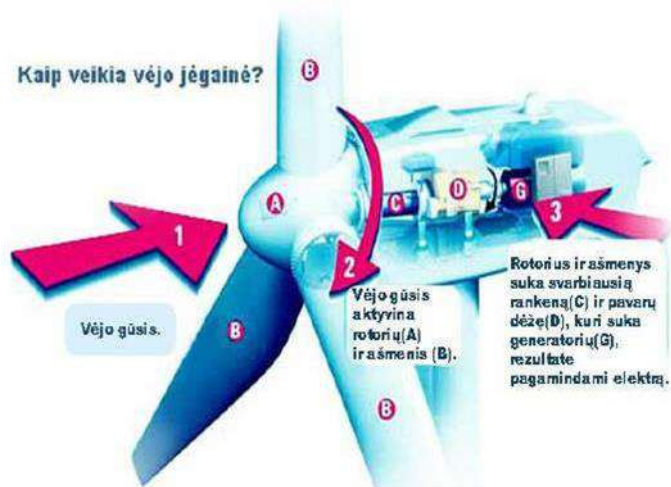 Kaip veikia vėjo jėgainė?
B
A
C
D
G
1
2
3
Vėjo gūsis.
Vėjo gūsis
aktyvina
rotorių(A)
ir ašmenis (B).
B
B
Rotorius ir ašmenys
suka svarbiausią
rankeną(C) ir pavarų
dėžę(D), kuri suka
generatorių(G),
rezultate
pagamindami elektrą.